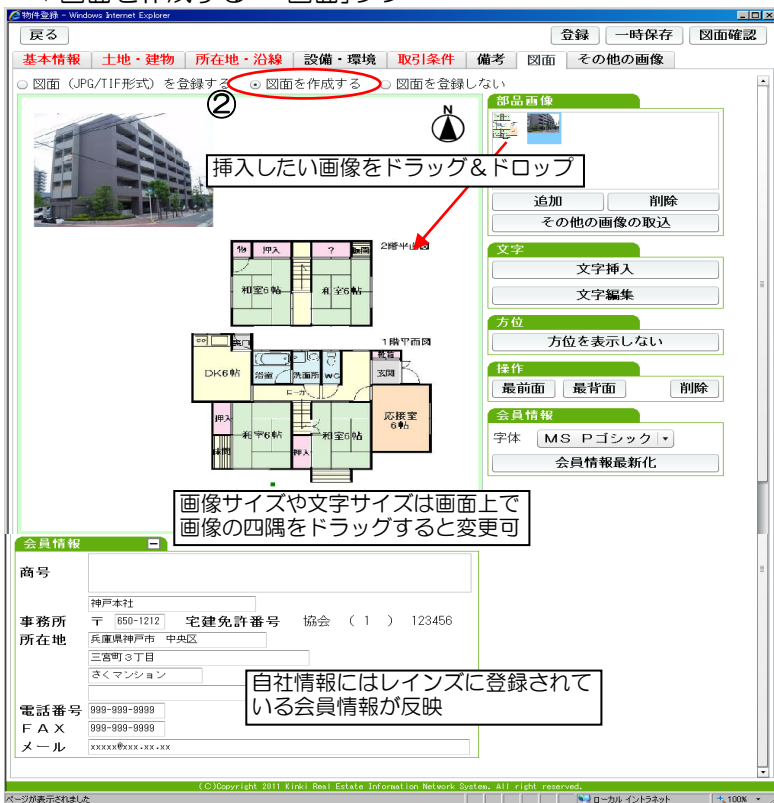 物件登録 - Windows Internet Explorer
戻る 登録 一時保存 図面確認
基本情報 土地・建物 所在地・沿線 設備・環境 取引条件 備考 図面 その他の画像
図面 (JPG/TIF形式) を登録する 図面を作成する 図面を登録しない
②
部品画像
N
挿入したい画像をドラッグ＆ドロップ
追加 削除
その他の画像の取込
文字
文字挿入
文字編集
方位
方位を表示しない
操作
最前面 最背面 削除
会員情報
字体 MS Pゴシック
会員情報最新化
物 押入 ? 床間 2階平面図
和室6帖 和室6帖
1階平面図
DK6帖 浴室 洗面所 WC 玄関
ローカ
押入 応接室
6帖
和室6帖 和室6帖
床間 押入
画像サイズや文字サイズは画面上で
画像の四隅をドラッグすると変更可
会員情報
商号
神戸本社
事務所 〒 650-1212 宅建免許番号 協会 ( 1 ) 123456
所在地 兵庫県神戸市 中央区
三宮町３丁目
さくマンション
自社情報にはレインズに登録されて
いる会員情報が反映
電話番号 999-999-9999
ＦＡＸ 999-999-9999
メール xxxxx@xxx.xx.xx
(C)Copyright 2011 Kinki Real Estate Information Network System. All right reserved.
ページが表示されました ローカル イントラネット 100%